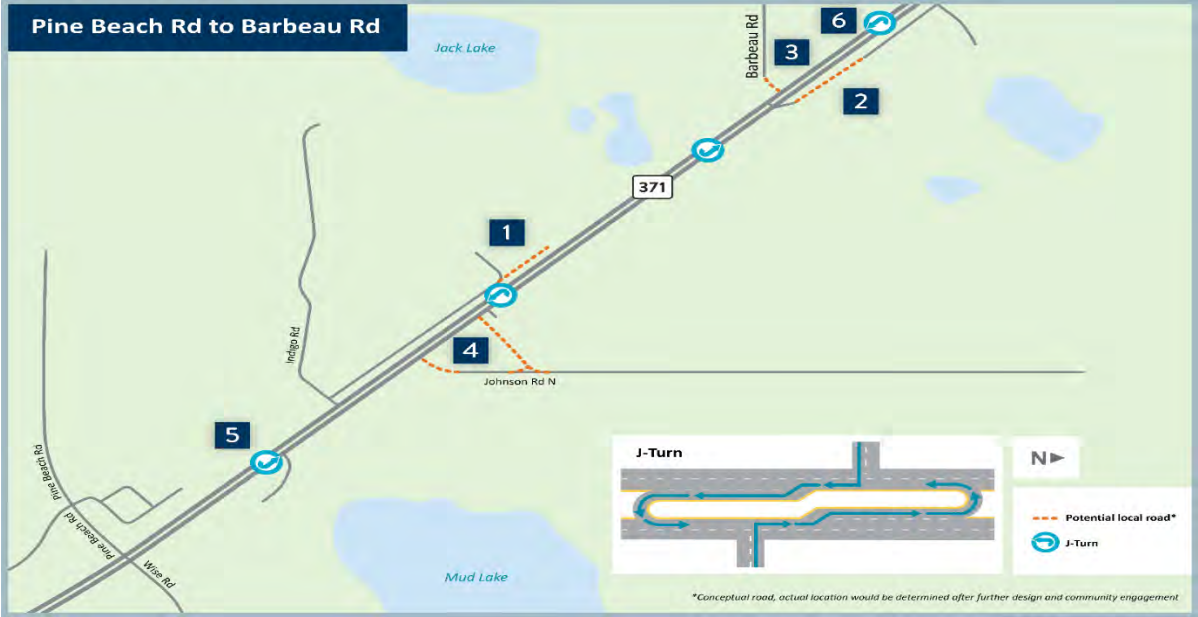 Pine Beach Rd to Barbeau Rd
Jack Lake
Barbeau Rd
6
3
2
371
1
Indigo Rd
4
Johnson Rd N
5
Pine Beach Rd
Pine Beach Rd
Wise Rd
Mud Lake
J-Turn
N
Potential local road*
J-Turn
*Conceptual road, actual location would be determined after further design and community engagement